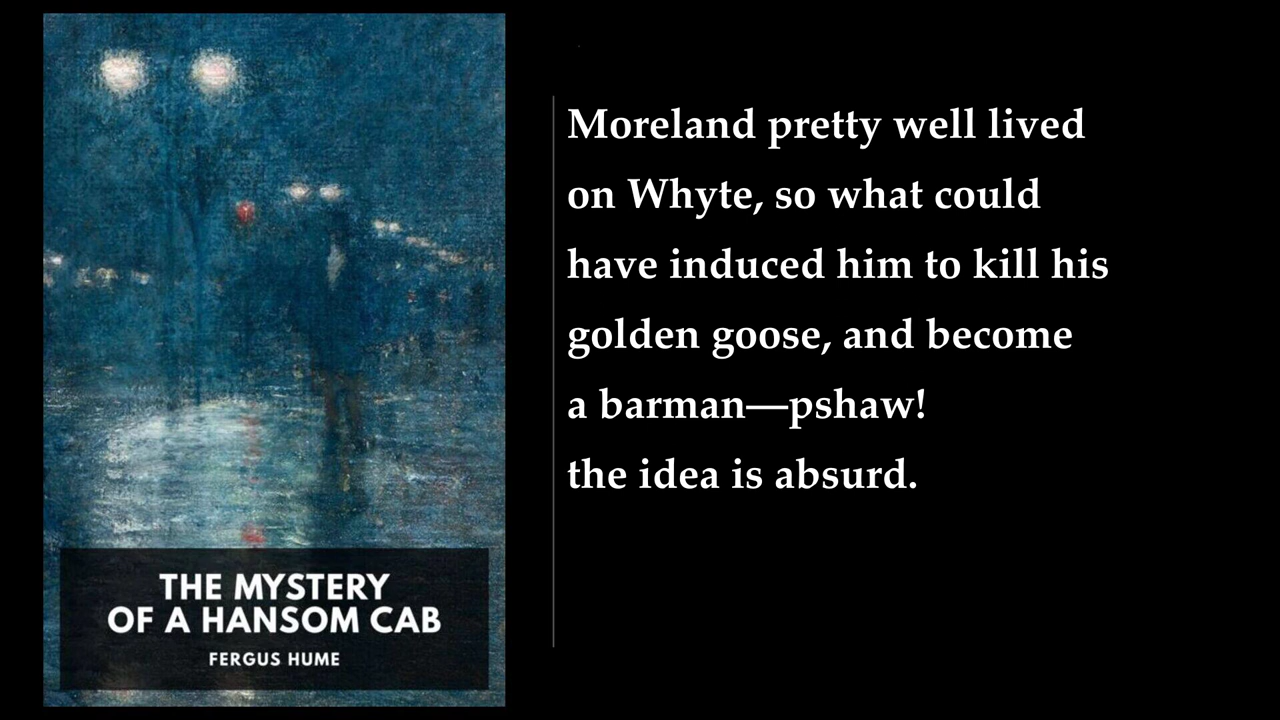 Moreland pretty well lived
on Whyte, so what could
have induced him to kill his
golden goose, and become
a barman—pshaw!
the idea is absurd.
THE MYSTERY
OF A HANSOM CAB
FERGUS HUME